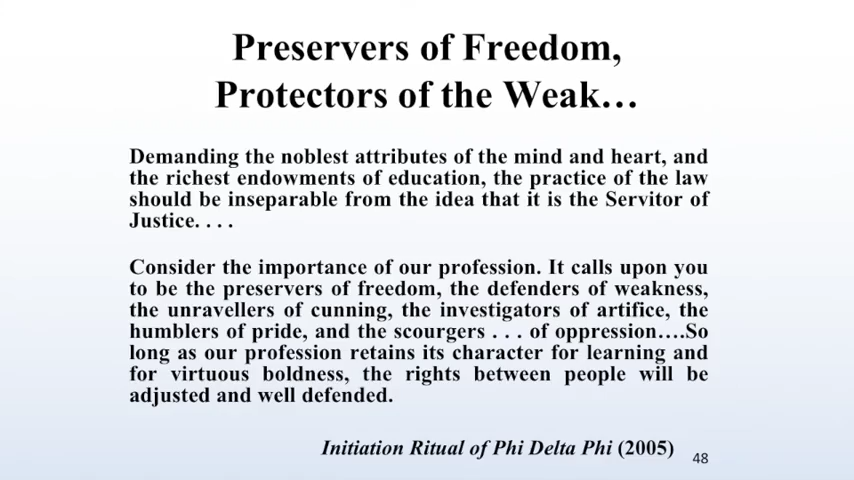 Preservers of Freedom,
Protectors of the Weak…
Demanding the noblest attributes of the mind and heart, and
the richest endowments of education, the practice of the law
should be inseparable from the idea that it is the Servitor of
Justice. . . .
Consider the importance of our profession. It calls upon you
to be the preservers of freedom, the defenders of weakness,
the unravellers of cunning, the investigators of artifice, the
humblers of pride, and the scourgers . . . of oppression….So
long as our profession retains its character for learning and
for virtuous boldness, the rights between people will be
adjusted and well defended.
Initiation Ritual of Phi Delta Phi (2005)
48